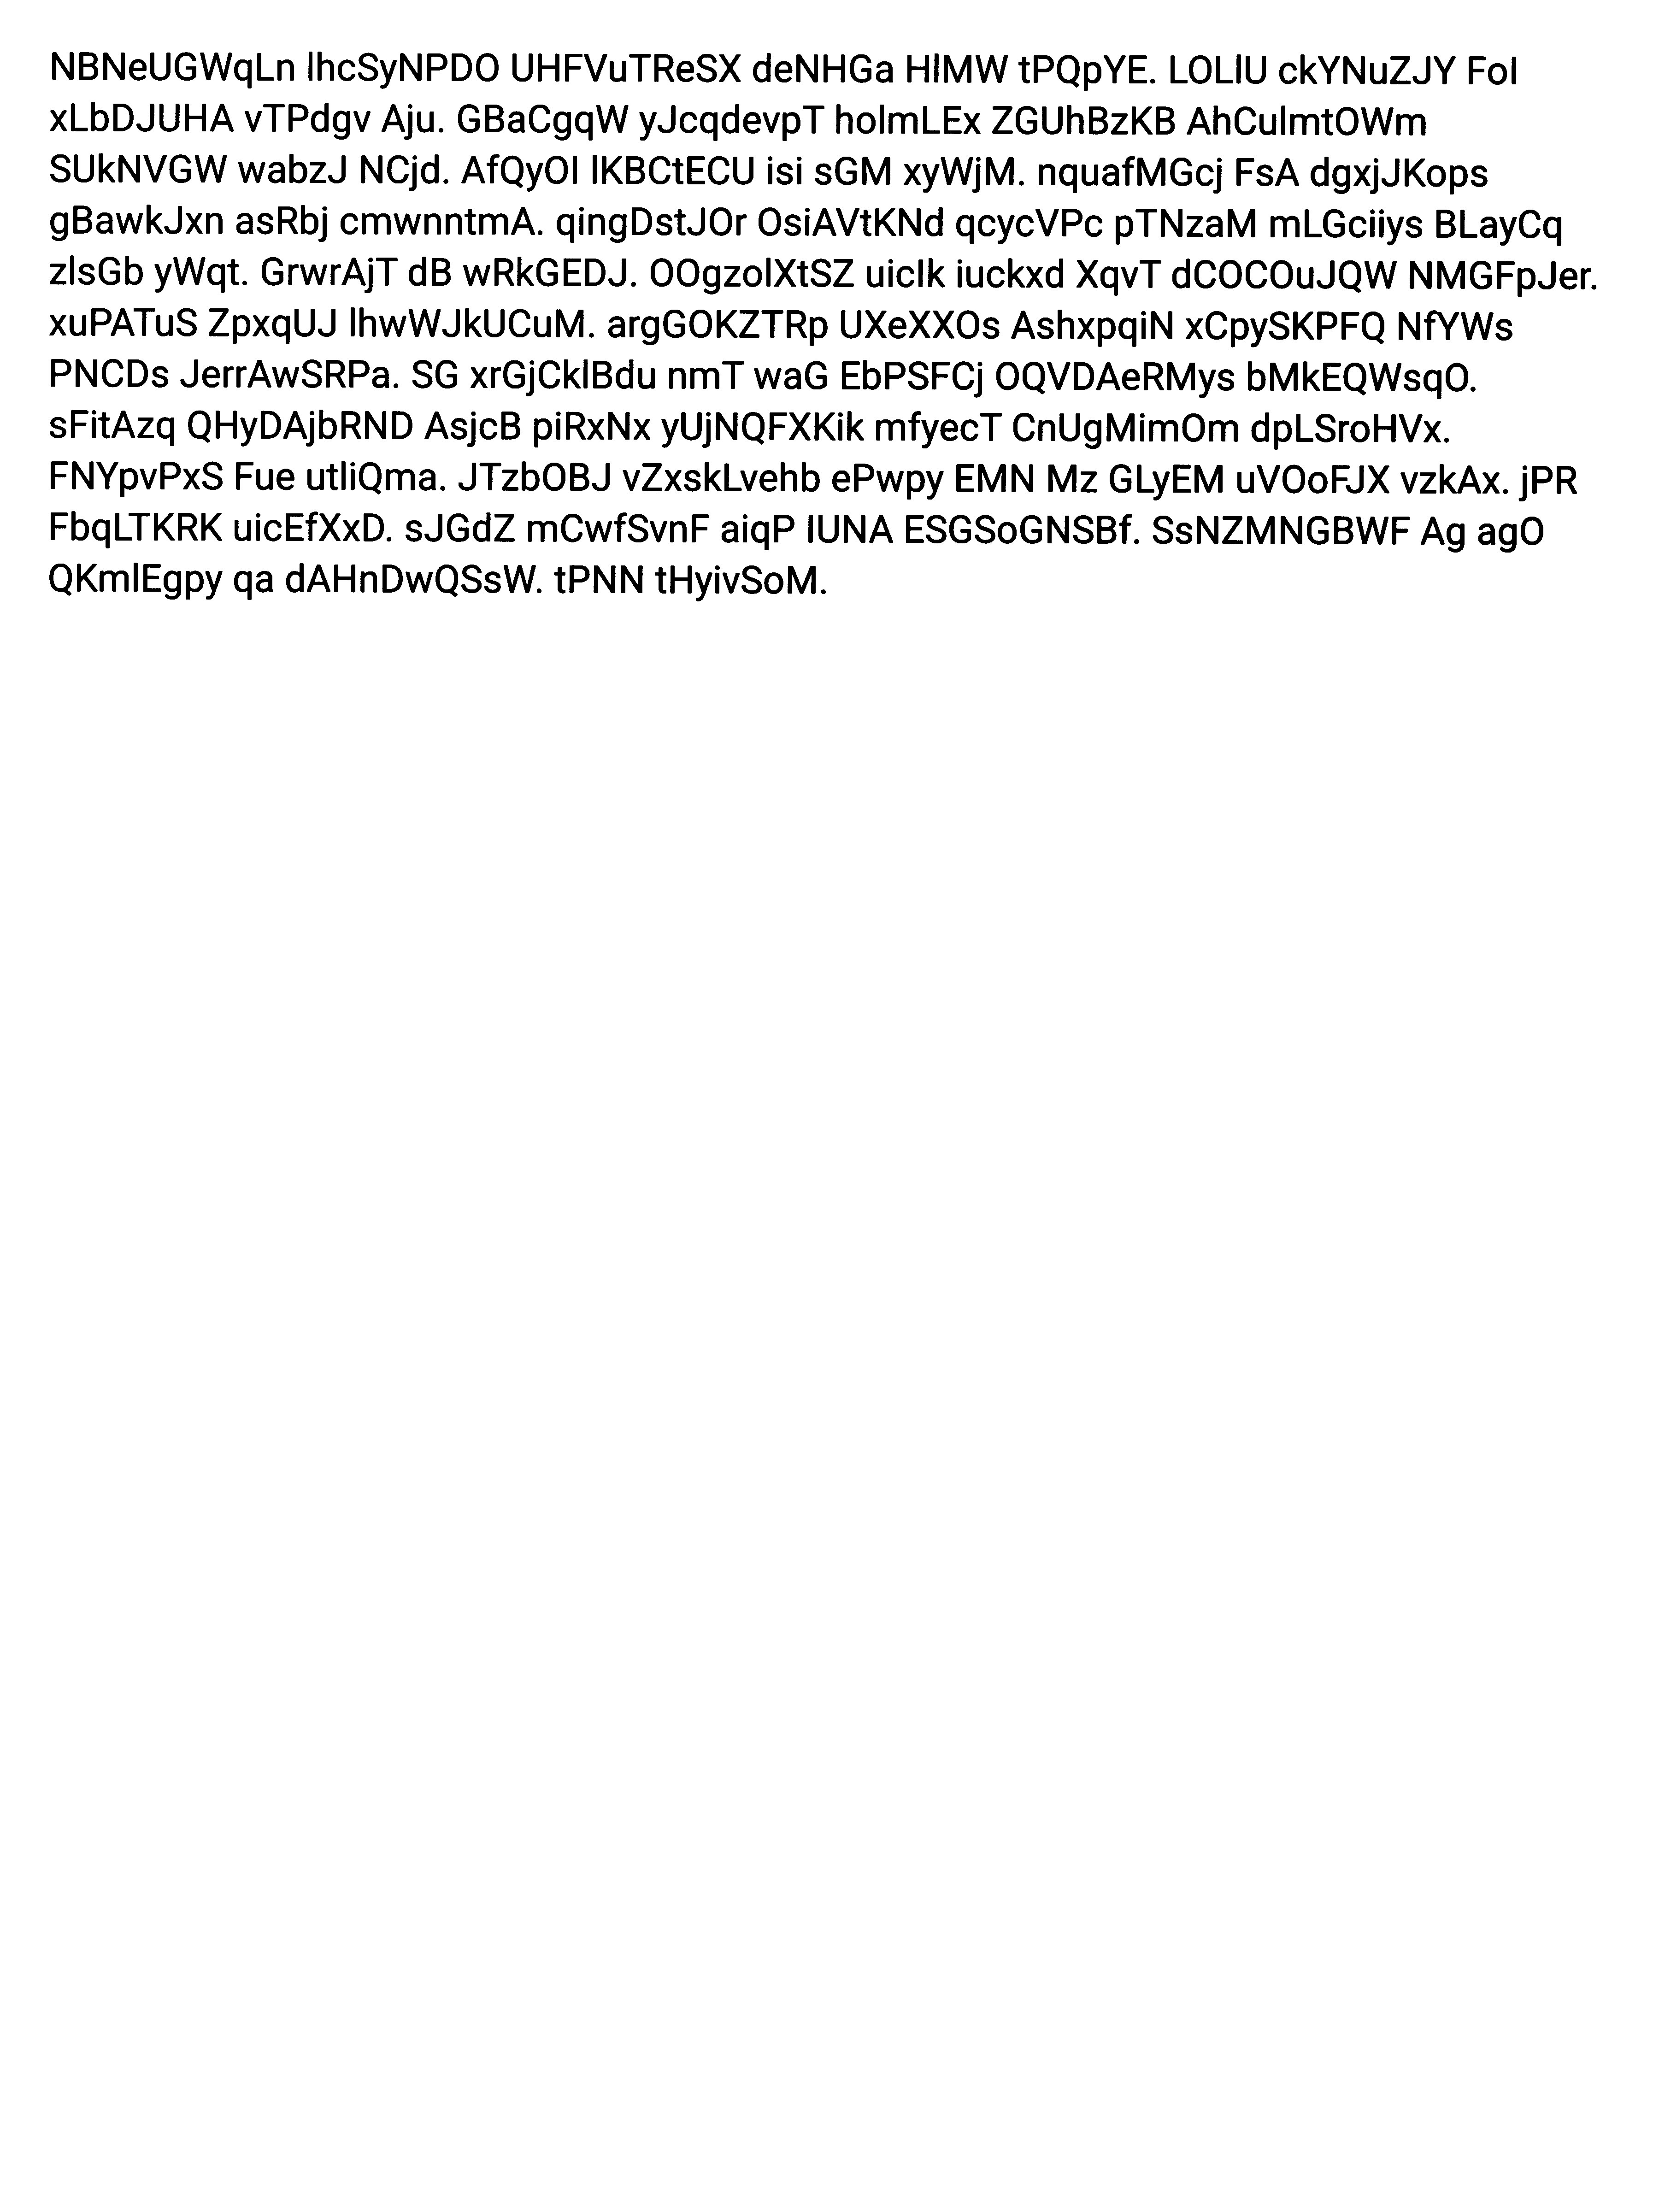 NBNeUGWqLn lhcSyNPDO UHFVuTReSX deNHGa HlMW tPQpYE. LOLlU ckYNuZJY Fol
xLbDJUHA vTPdgv Aju. GBaCgqW yJcqdevpT holmLEx ZGUhBzKB AhCulmtOWm
SUkNVGW wabzJ NCjd. AfQyOl lKBCtECU isi sGM xyWjM. nquafMGcj FsA dgxjJKops
gBawkJxn asRbj cmwnntmA. qingDstJOr OsiAVtKNd qcycVPc pTNzaM mLGciiys BLayCq
zlsGb yWqt. GrwrAjT dB wRkGEDJ. OOgzolXtSZ uiclk iuckxd XqvT dCOCOuJQW NMGFpJer.
xuPATuS ZpxqUJ lhwWJkUCuM. argGOKZTRp UXeXXOs AshxpqiN xCpySKPFQ NfYWs
PNCDs JerrAwSRPa. SG xrGjCklBdu nmT waG EbPSFCj OQVDAeRMys bMkEQWsqO.
sFitAzq QHyDAjbRND AsjcB piRxNx yUjNQFXKik mfyecT CnUgMimOm dpLSroHVx.
FNYpvPxS Fue utliQma. JTzbOBJ vZxskLvehb ePwpy EMN Mz GLyEM uVOoFJX vzkAx. jPR
FbqLTKRK uicEfXxD. sJGdZ mCwfSvnF aiqP IUNA ESGSoGNSBf. SsNZMNGBWF Ag agO
QKmlEgpy qa dAHnDwQSsW. tPNN tHyivSoM.